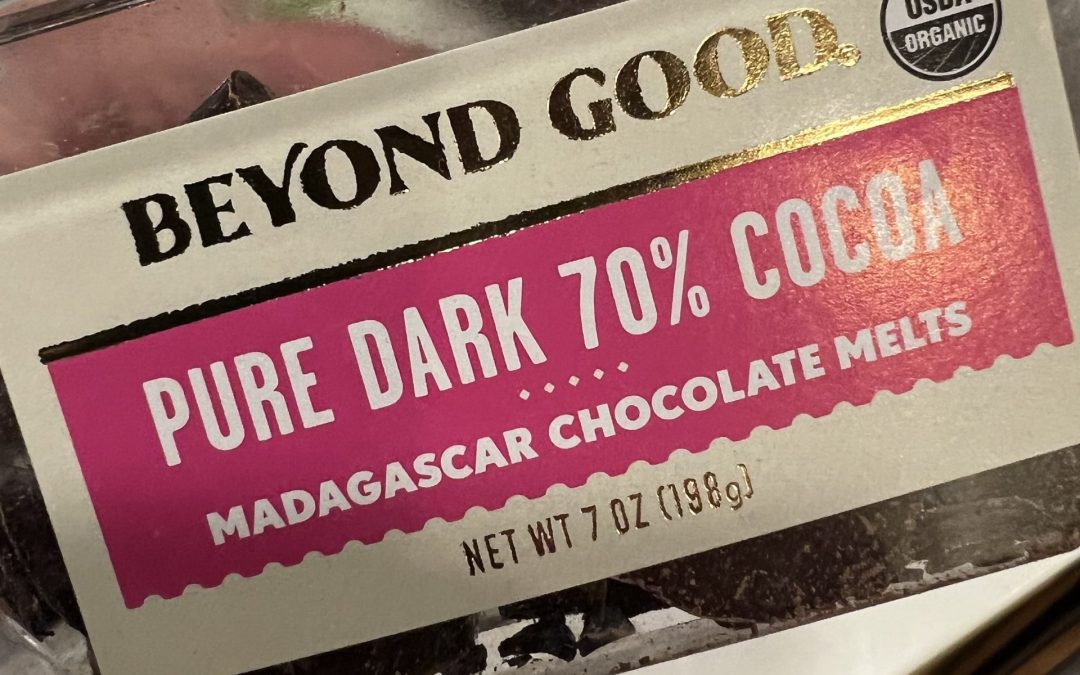 BEYOND GOOD.
USDA
ORGANIC
PURE DARK 70% COCOA
MADAGASCAR CHOCOLATE MELTS
NET WT 7 OZ (198g)